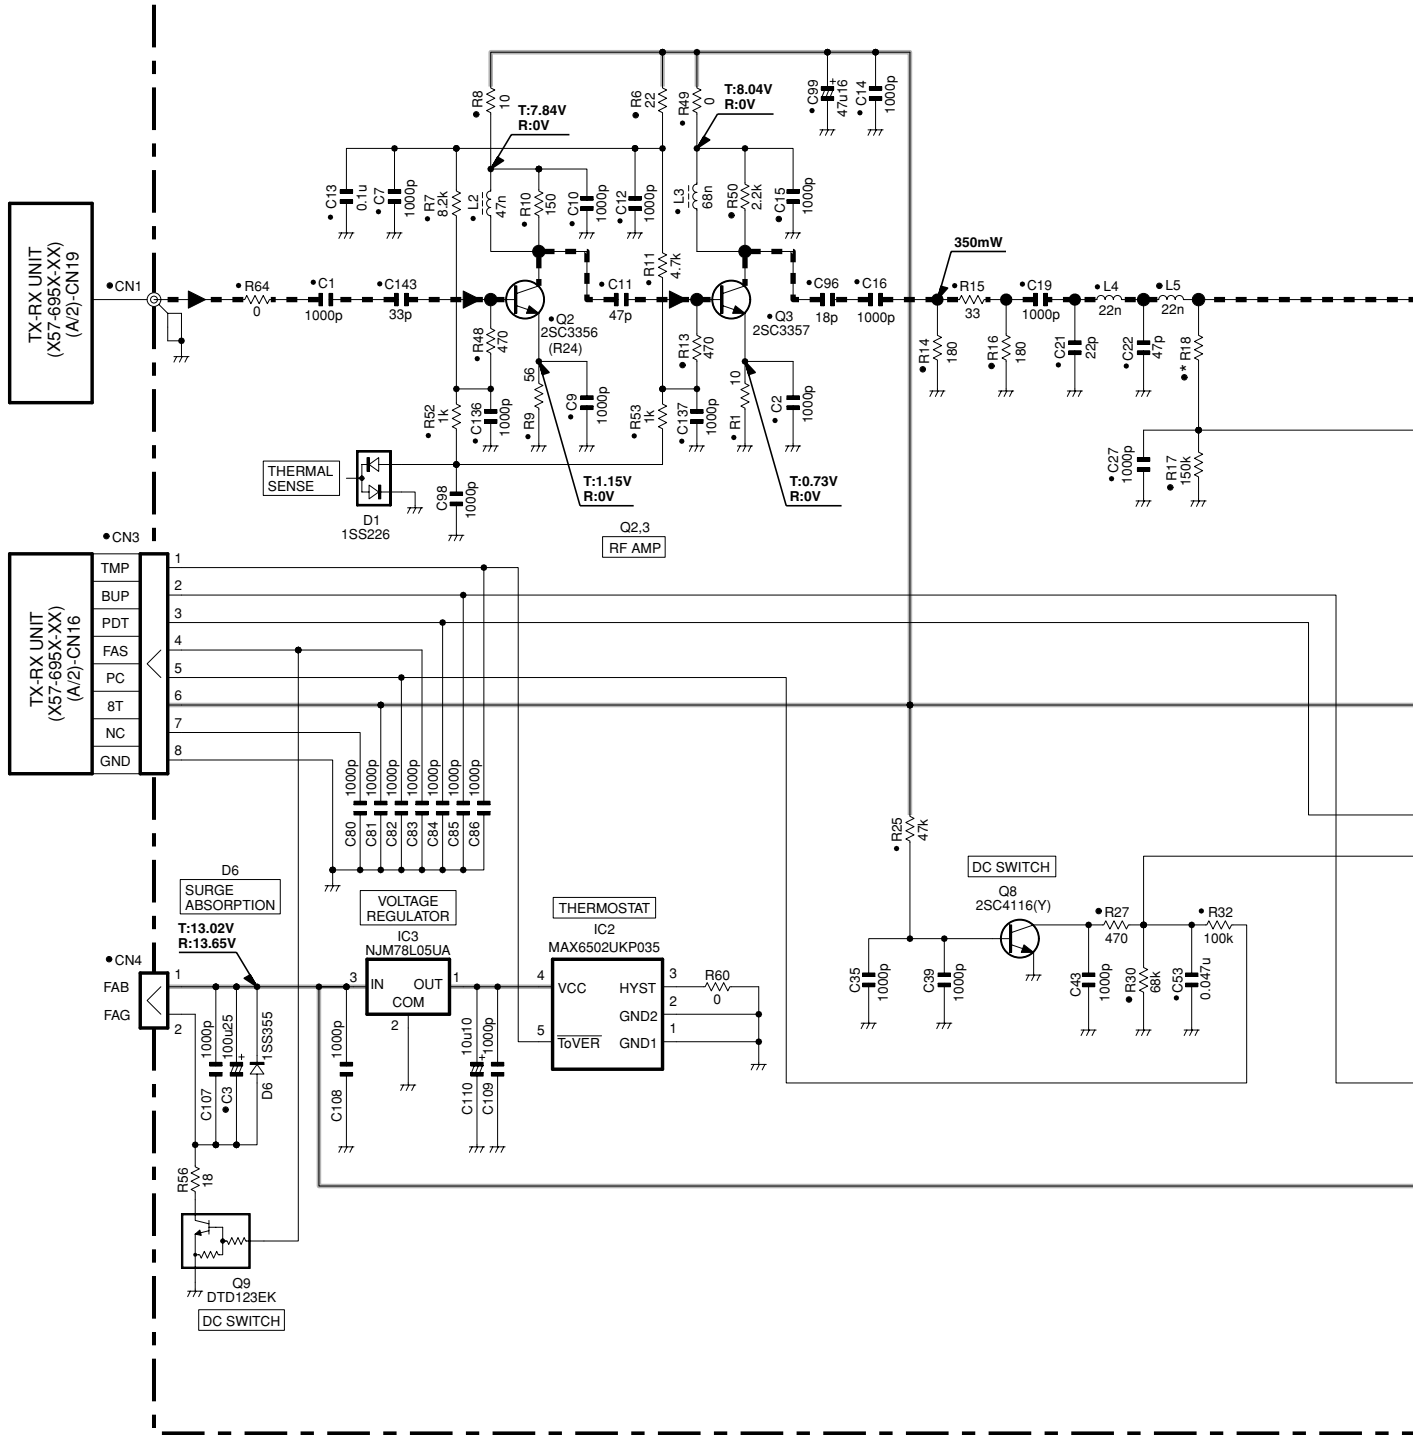 R8
10
T:7.84V
R:0V
R6
22
R49
0
T:8.04V
R:0V
C99
+
47u16
C14
1000p
C13
0.1u
C7
1000p
R7
8.2k
L2
47n
R10
150
C10
1000p
C12
1000p
L3
68n
R50
2.2k
C15
1000p
TX-RX UNIT
(X57-695X-XX)
(A/2)-CN19
CN1
R64
0
C1
1000p
C143
33p
R48
470
Q2
2SC3356
(R24)
C11
47p
R11
4.7k
R13
470
Q3
2SC3357
C96
18p
C16
1000p
350mW
R14
180
R15
33
R16
180
C19
1000p
C21
22p
L4
22n
C22
47p
L5
22n
* R18
R52
1k
C136
1000p
R9
56
C9
1000p
R53
1k
C137
1000p
R1
10
C2
1000p
C27
1000p
R17
150k
THERMAL
SENSE
D1
1SS226
C98
1000p
T:1.15V
R:0V
T:0.73V
R:0V
Q2,3
RF AMP
CN3
TX-RX UNIT
(X57-695X-XX)
(A/2)-CN16
TMP 1
BUP 2
PDT 3
FAS 4
PC 5
8T 6
NC 7
GND 8
C80 1000p
C81 1000p
C82 1000p
C83 1000p
C84 1000p
C85 1000p
C86 1000p
R25
47k
DC SWITCH
Q8
2SC4116(Y)
C35
1000p
C39
1000p
C43
1000p
R27
470
R30
68k
C53
0.047u
R32
100k
D6
SURGE
ABSORPTION
T:13.02V
R:13.65V
CN4
FAB 1
FAG 2
C107
1000p
C3
100u25
+
D6
1SS355
VOLTAGE
REGULATOR
IC3
NJM78L05UA
3 IN OUT 1
COM
2
C108
1000p
C110
10u10
+
C109
1000p
THERMOSTAT
IC2
MAX6502UKP035
4 VCC HYST 3
GND2 2
5 ToVER GND1 1
R60
0
R56
18
Q9
DTD123EK
DC SWITCH